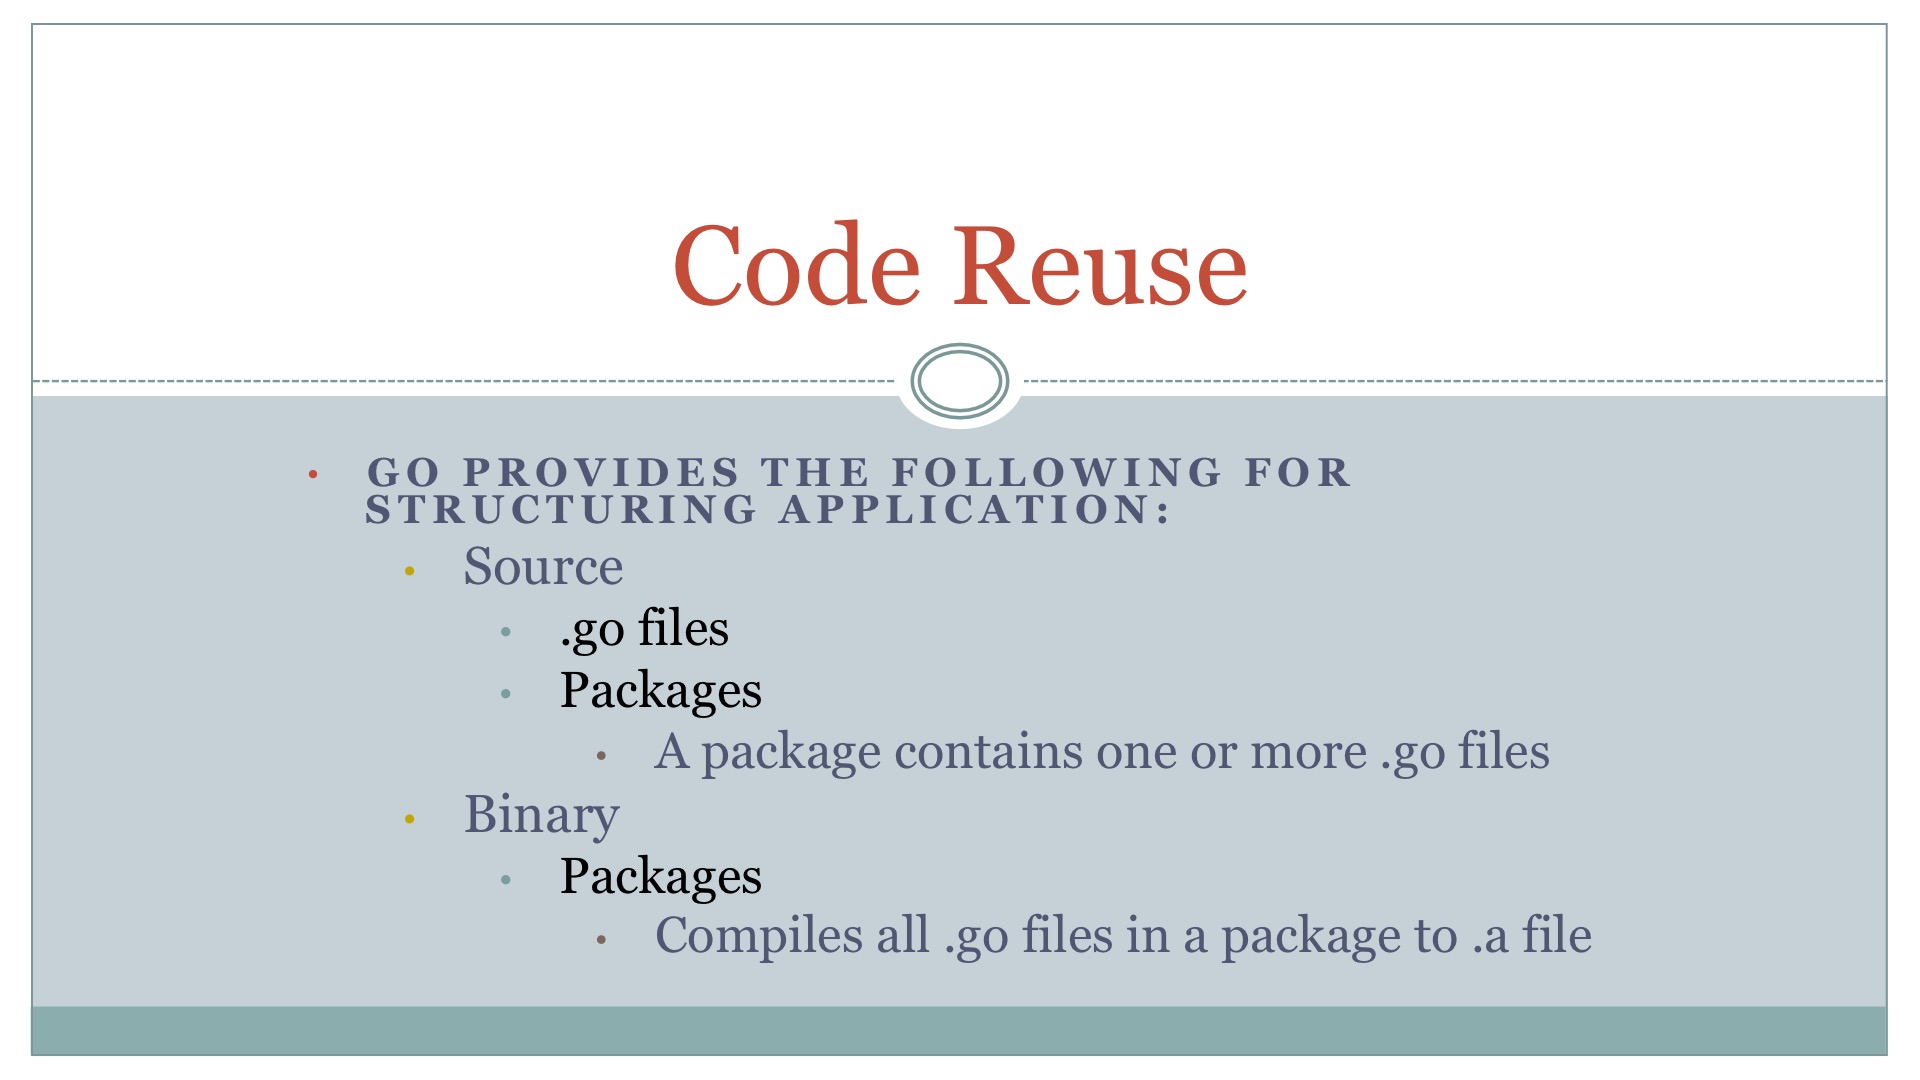 Code Reuse
• GO PROVIDES THE FOLLOWING FOR
STRUCTURING APPLICATION:
• Source
• .go files
• Packages
• A package contains one or more .go files
• Binary
• Packages
• Compiles all .go files in a package to .a file